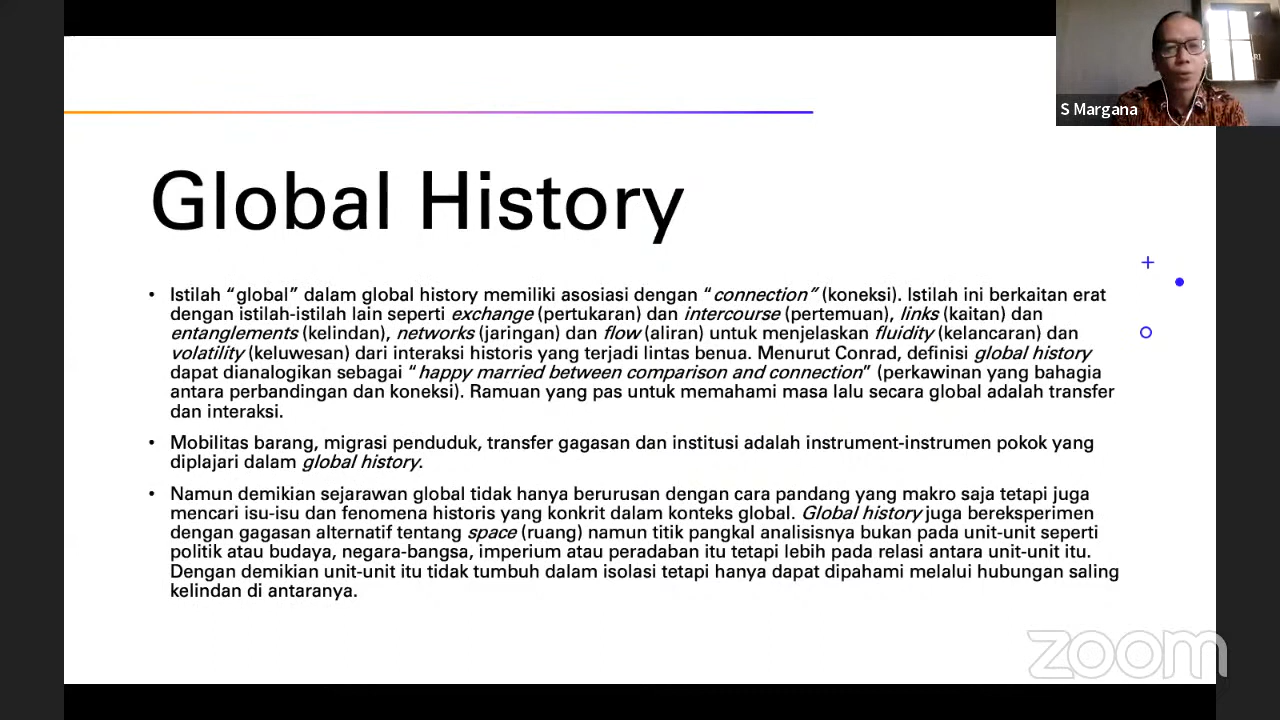 S Margana
Global History
• Istilah “global” dalam global history memiliki asosiasi dengan “connection” (koneksi). Istilah ini berkaitan erat
dengan istilah-istilah lain seperti exchange (pertukaran) dan intercourse (pertemuan), links (kaitan) dan
entanglements (kelindan), networks (jaringan) dan flow (aliran) untuk menjelaskan fluidity (kelancaran) dan
volatility (keluwesan) dari interaksi historis yang terjadi lintas benua. Menurut Conrad, definisi global history
dapat dianalogikan sebagai “happy married between comparison and connection” (perkawinan yang bahagia
antara perbandingan dan koneksi). Ramuan yang pas untuk memahami masa lalu secara global adalah transfer
dan interaksi.
• Mobilitas barang, migrasi penduduk, transfer gagasan dan institusi adalah instrument-instrumen pokok yang
diplajari dalam global history.
• Namun demikian sejarawan global tidak hanya berurusan dengan cara pandang yang makro saja tetapi juga
mencari isu-isu dan fenomena historis yang konkrit dalam konteks global. Global history juga bereksperimen
dengan gagasan alternatif tentang space (ruang) namun titik pangkal analisisnya bukan pada unit-unit seperti
politik atau budaya, negara-bangsa, imperium atau peradaban itu tetapi lebih pada relasi antara unit-unit itu.
Dengan demikian unit-unit itu tidak tumbuh dalam isolasi tetapi hanya dapat dipahami melalui hubungan saling
kelindan di antaranya.
zoom